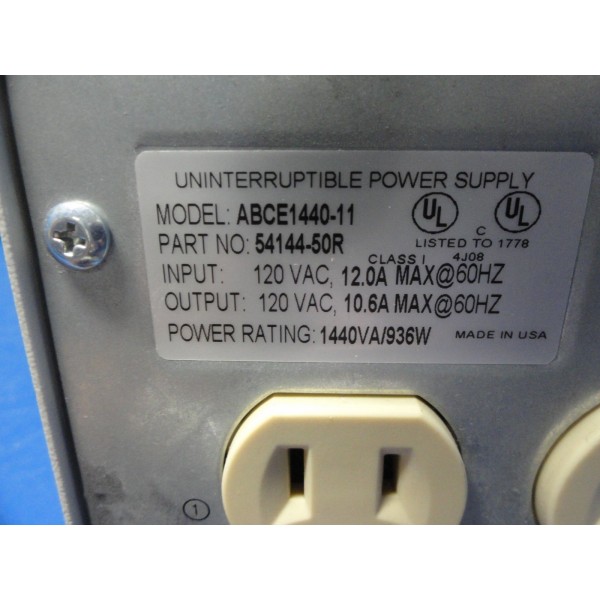 UNINTERRUPTIBLE POWER SUPPLY
MODEL: ABCE1440-11
UL UL
C
PART NO: 54144-50R
LISTED TO 1778
CLASS I 4J08
INPUT: 120 VAC, 12.0A MAX@60HZ
OUTPUT: 120 VAC, 10.6A MAX@60HZ
POWER RATING: 1440VA/936W MADE IN USA
1